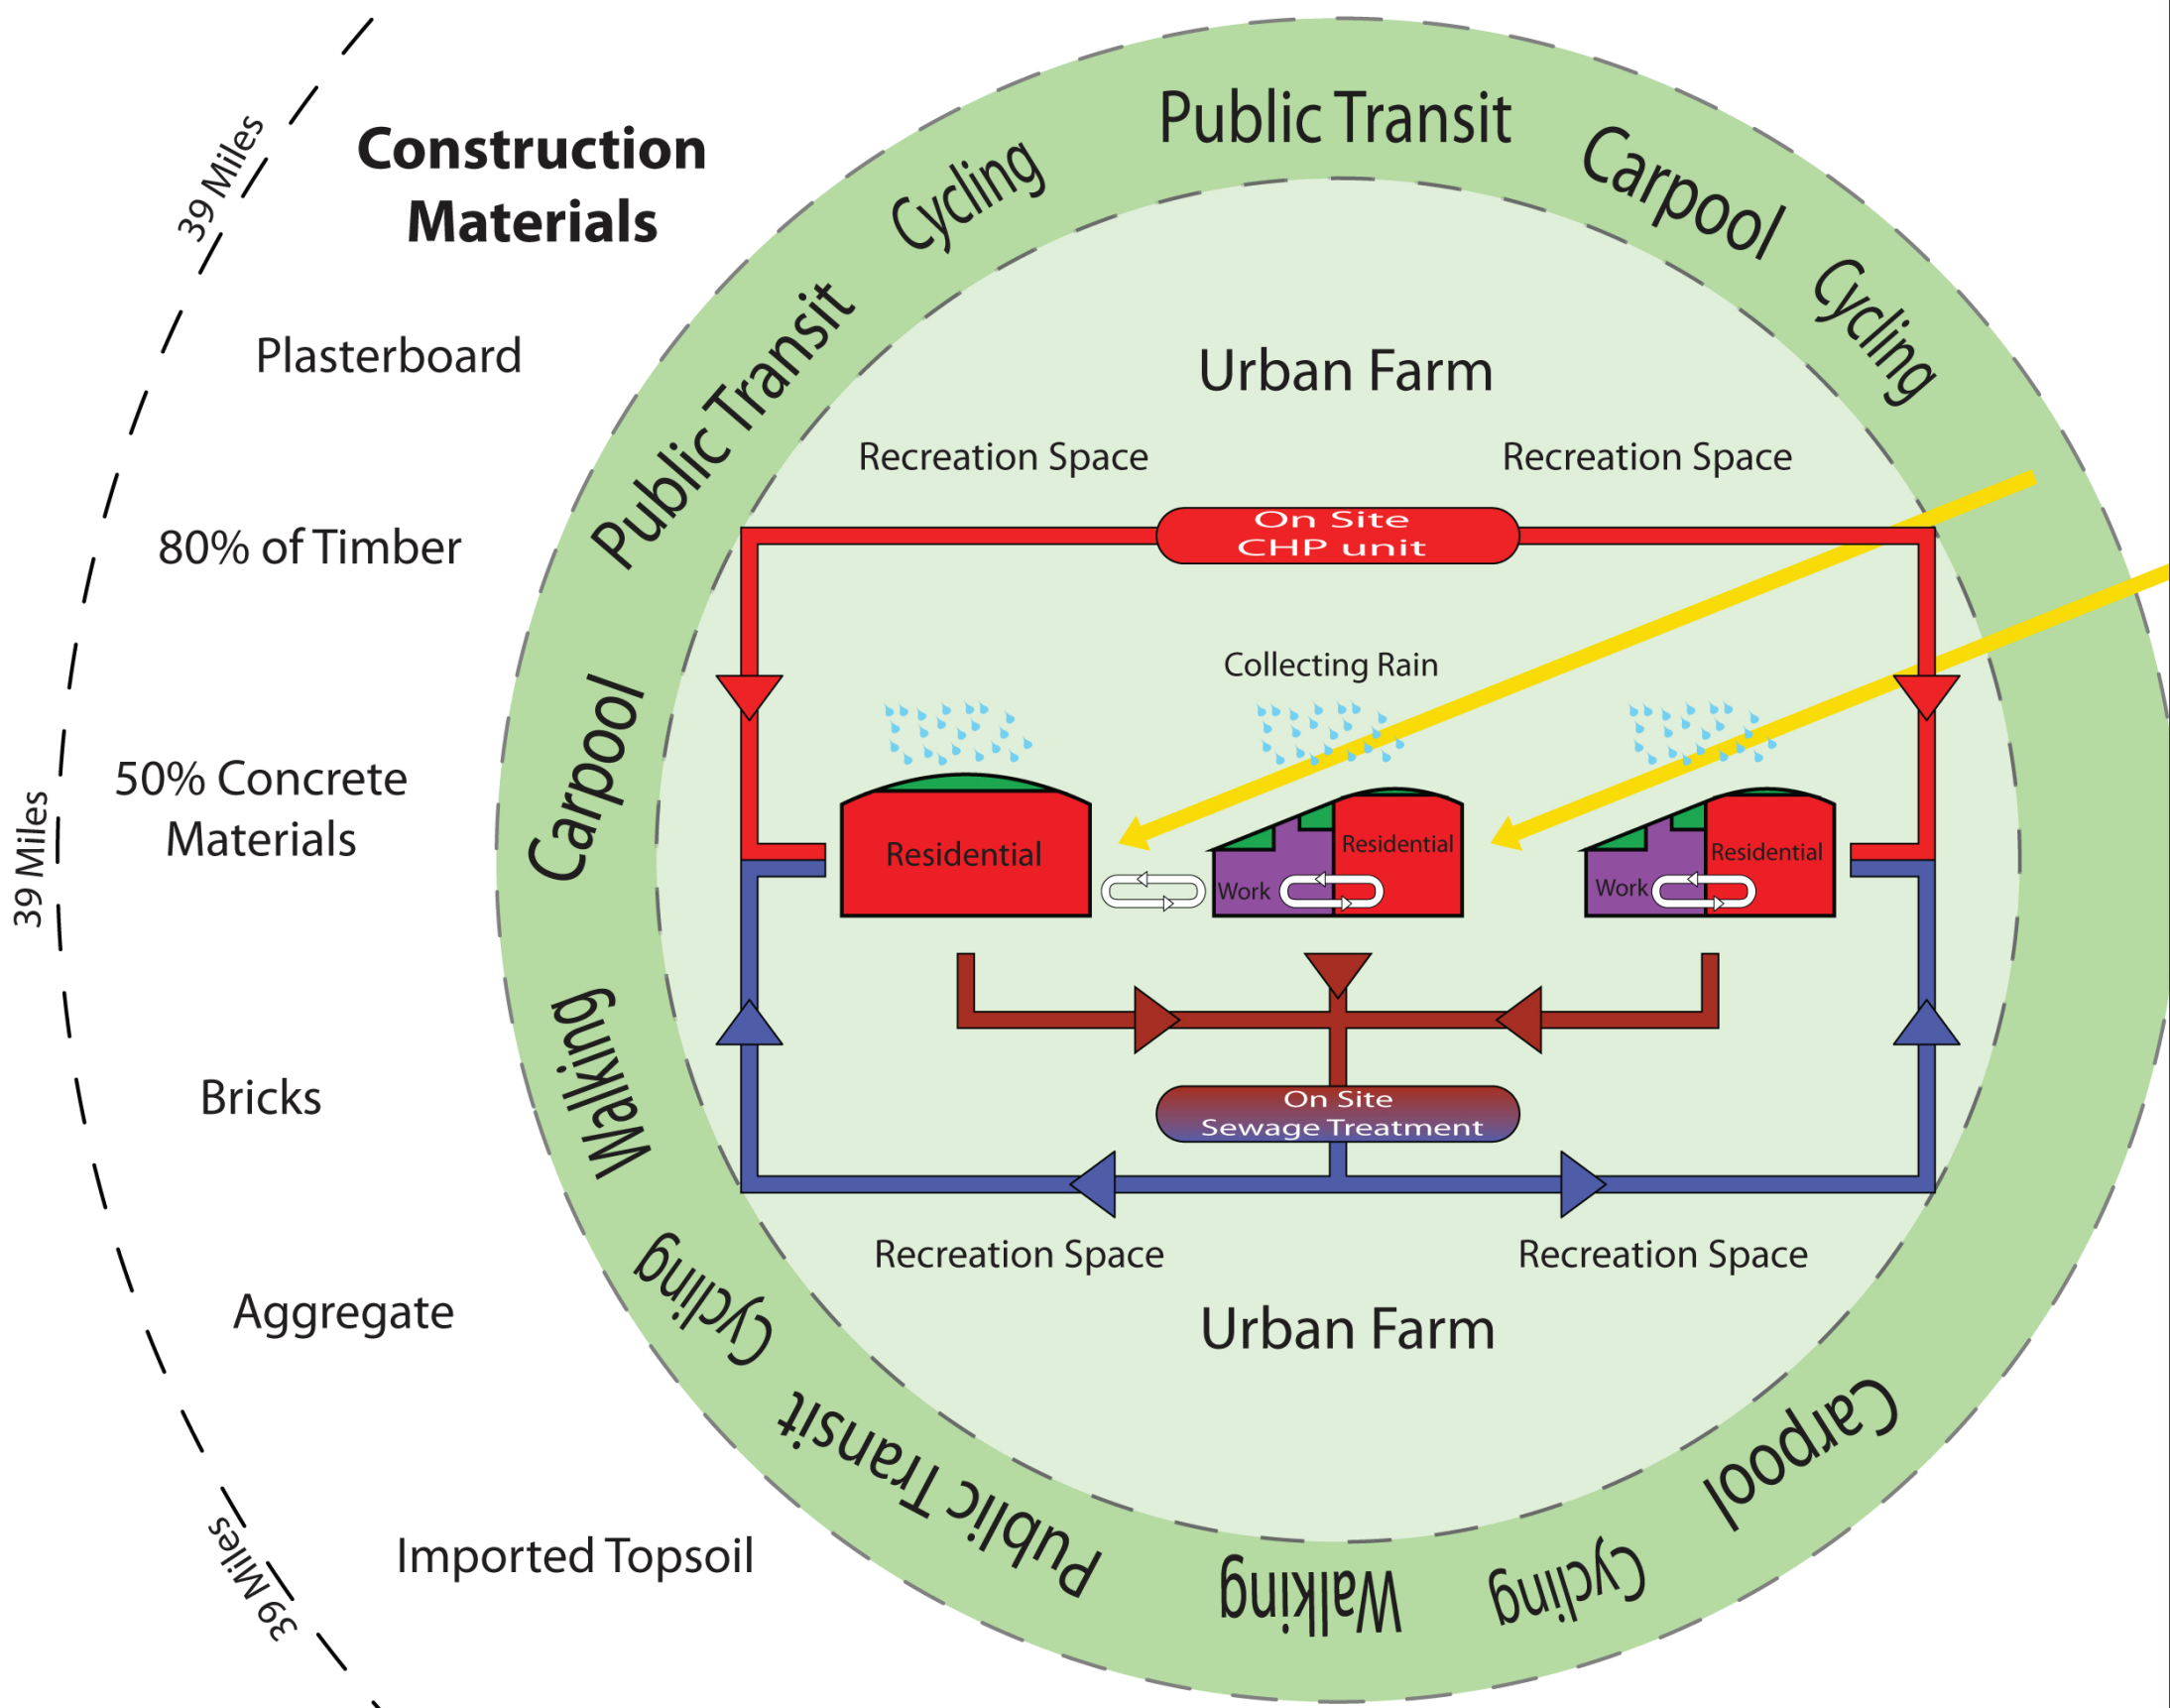 Construction
Materials
39 Miles
Plasterboard
80% of Timber
50% Concrete
Materials
39 Miles
Bricks
Aggregate
Imported Topsoil
39 Miles
Public Transit
Carpool
Cycling
Cycling
Public Transit
Carpool
Walking
Cycling
Public Transit
Walking
Cycling
Carpool
Urban Farm
Recreation Space
Recreation Space
On Site
CHP unit
Collecting Rain
Residential
Work
Residential
Work
Residential
On Site
Sewage Treatment
Recreation Space
Recreation Space
Urban Farm